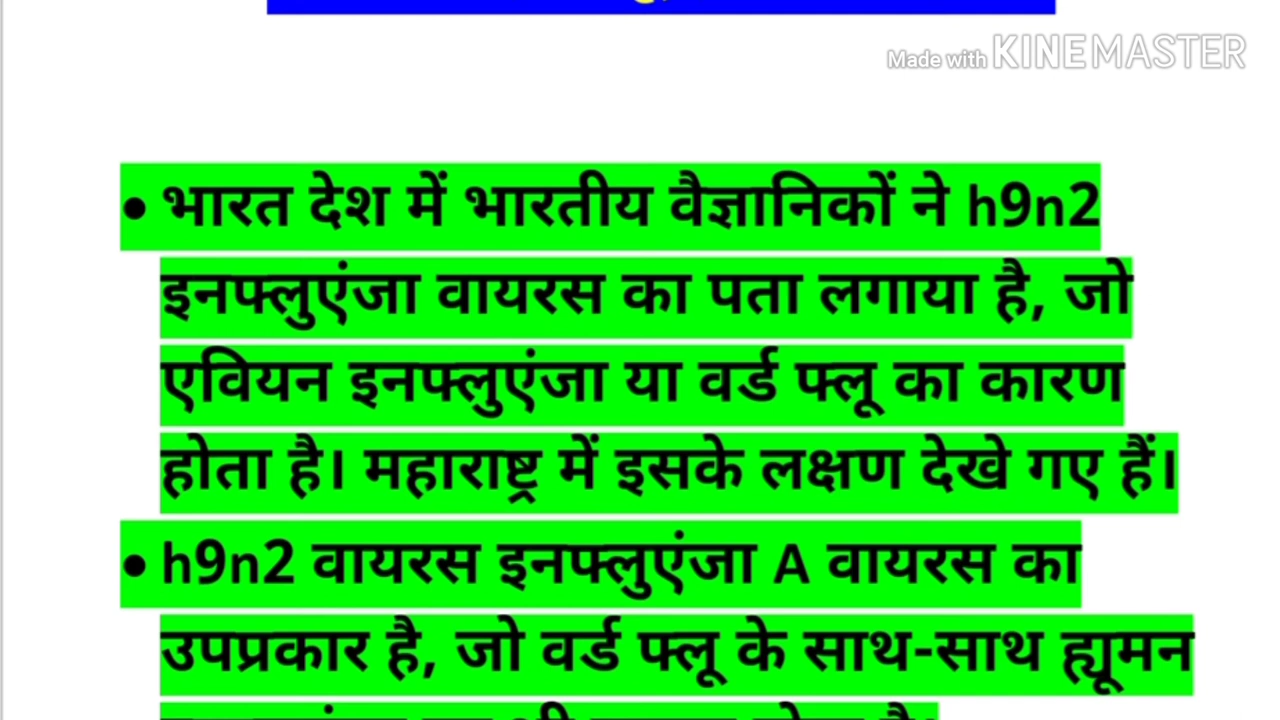 Made with KINEMASTER
• भारत देश में भारतीय वैज्ञानिकों ने h9n2
इनफ्लुएंजा वायरस का पता लगाया है, जो
एवियन इनफ्लुएंजा या वर्ड फ्लू का कारण
होता है। महाराष्ट्र में इसके लक्षण देखे गए हैं।
• h9n2 वायरस इनफ्लुएंजा A वायरस का
उपप्रकार है, जो वर्ड फ्लू के साथ-साथ ह्यूमन